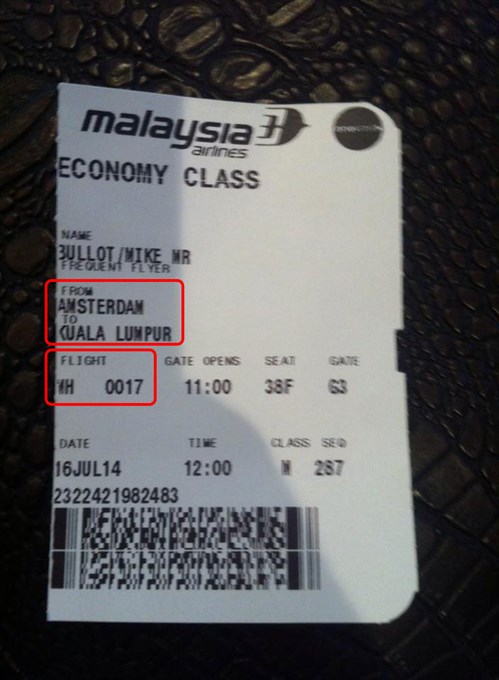 malaysia
airlines
ECONOMY CLASS
NAME
BULLOT/MIKE MR
FREQUENT FLYER
FROM
AMSTERDAM
TO
KUALA LUMPUR
FLIGHT GATE OPENS SEAT GATE
MH 0017 11:00 38F G3
DATE TIME CLASS SEQ
16JUL14 12:00 M 287
2322421982483